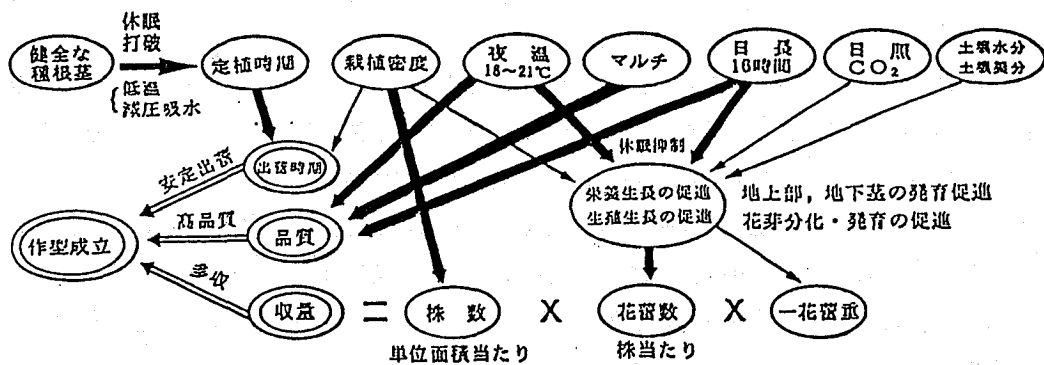 休眠
打破
健全な
種根茎
低温
減圧吸水
定植時期
栽植密度
夜温
18～21℃
マルチ
日長
16時間
日照
CO₂
土壌水分
土壌養分
休眠抑制
安定出蕾
出蕾時期
栄養生長の促進
生殖生長の促進
地上部，地下茎の発育促進
花芽分化・発育の促進
作型成立
高品質
品質
多収
収量
＝
株数
×
花蕾数
×
一花蕾重
単位面積当たり
株当たり